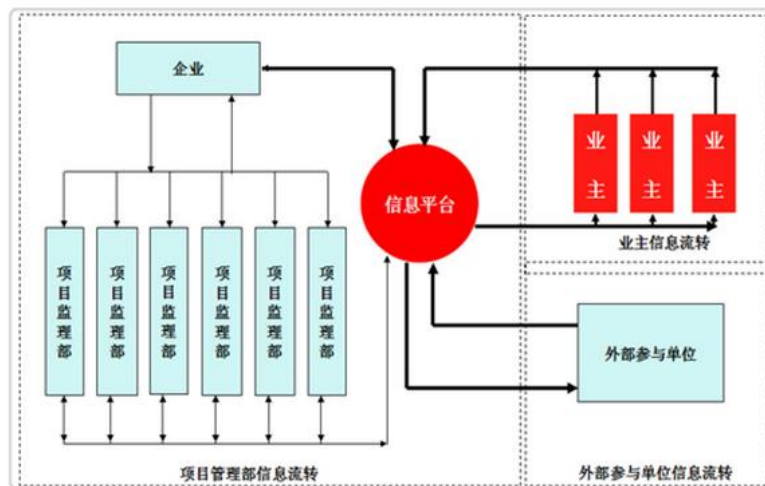 企业
信息平台
业主
业主
业主
业主信息流转
项目监理部
项目监理部
项目监理部
项目监理部
项目监理部
项目监理部
外部参与单位
项目管理部信息流转
外部参与单位信息流转